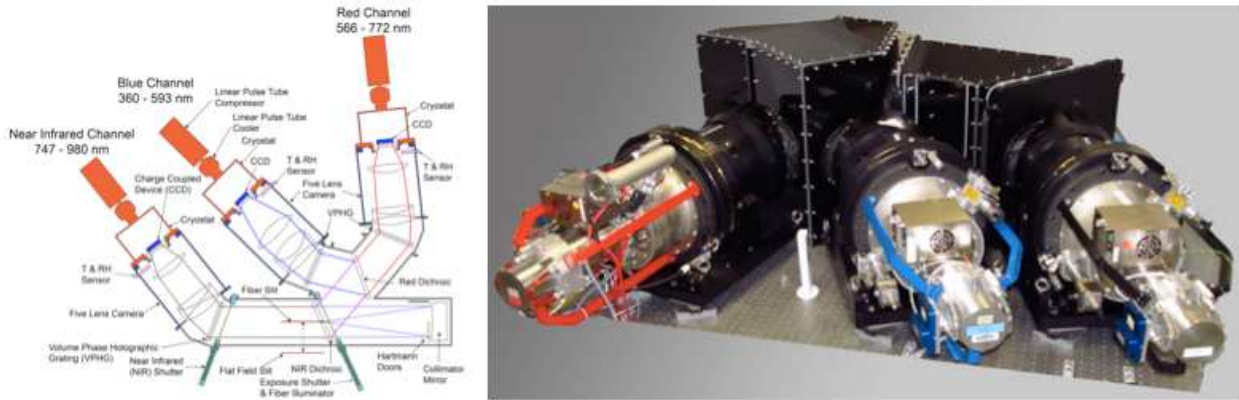 Red Channel
566 - 772 nm
Blue Channel
360 - 593 nm
Linear Pulse Tube
Compressor
Near Infrared Channel
747 - 980 nm
Linear Pulse Tube
Cooler
Cryostat
CCD
T & RH
Sensor
Cryostat
CCD
T & RH
Sensor
Charge Coupled
Device (CCD)
Five Lens
Camera
VPHG
Cryostat
T & RH
Sensor
Red Dichroic
Fiber Slit
Five Lens Camera
Volume Phase Holographic
Grating (VPHG)
Near Infrared
(NIR) Shutter
Flat Field Slit
NIR Dichroic
Exposure Shutter
& Fiber Illuminator
Hartmann
Doors
Collimator
Mirror